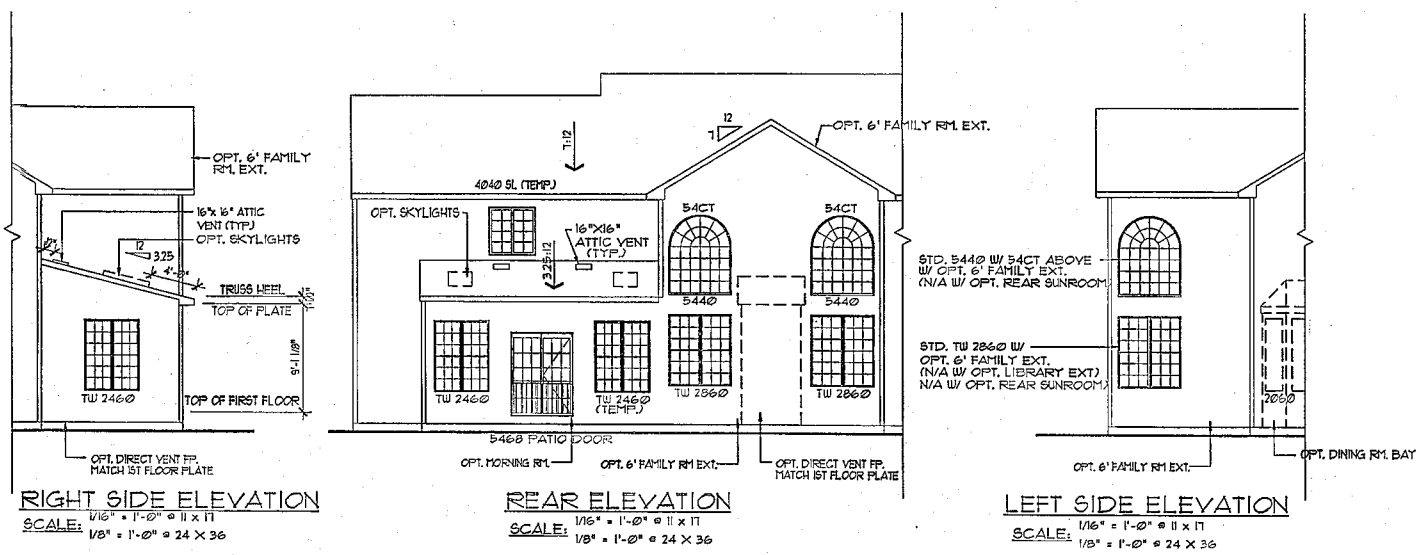 OPT. 6' FAMILY
RM. EXT.
16"x 16" ATTIC
VENT (TYP.)
OPT. SKYLIGHTS
12
3.25
4'-0"
TRUSS HEEL
TOP OF PLATE
9'-1 1/8"
TW 2460
TOP OF FIRST FLOOR
OPT. DIRECT VENT FP.
MATCH 1ST FLOOR PLATE
RIGHT SIDE ELEVATION
SCALE: 1/16" = 1'-0" @ 11 x 17
1/8" = 1'-0" @ 24 X 36
7:12
12
7
OPT. 6' FAMILY RM. EXT.
4040 SL (TEMP.)
OPT. SKYLIGHTS
16"X16"
ATTIC VENT
(TYP.)
3.25:12
54CT
54CT
5440
5440
TW 2460
TW 2460
(TEMP.)
TW 2860
TW 2860
5468 PATIO DOOR
OPT. MORNING RM.
OPT. 6' FAMILY RM EXT.
OPT. DIRECT VENT FP.
MATCH 1ST FLOOR PLATE
REAR ELEVATION
SCALE: 1/16" = 1'-0" @ 11 x 17
1/8" = 1'-0" @ 24 X 36
STD. 5440 W/ 54CT ABOVE
W/ OPT. 6' FAMILY EXT.
(N/A W/ OPT. REAR SUNROOM)
STD. TW 2860 W/
OPT. 6' FAMILY EXT.
(N/A W/ OPT. LIBRARY EXT)
N/A W/ OPT. REAR SUNROOM)
2060
OPT. 6' FAMILY RM EXT.
OPT. DINING RM. BAY
LEFT SIDE ELEVATION
SCALE: 1/16" = 1'-0" @ 11 x 17
1/8" = 1'-0" @ 24 X 36